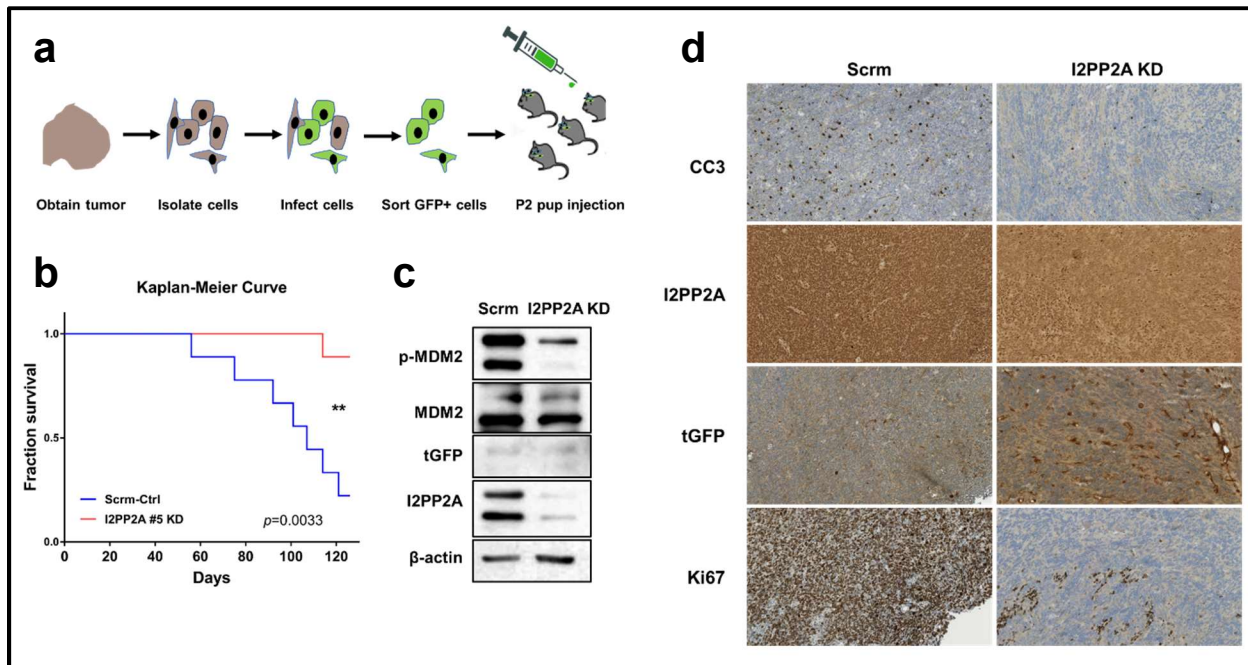 a
Obtain tumor
Isolate cells
Infect cells
Sort GFP+ cells
P2 pup injection
b
Kaplan-Meier Curve
Fraction survival
1.0
0.5
0.0
Scrm-Ctrl
I2PP2A #5 KD
**
p=0.0033
0 20 40 60 80 100 120
Days
c
Scrm I2PP2A KD
p-MDM2
MDM2
tGFP
I2PP2A
β-actin
d
Scrm I2PP2A KD
CC3
I2PP2A
tGFP
Ki67